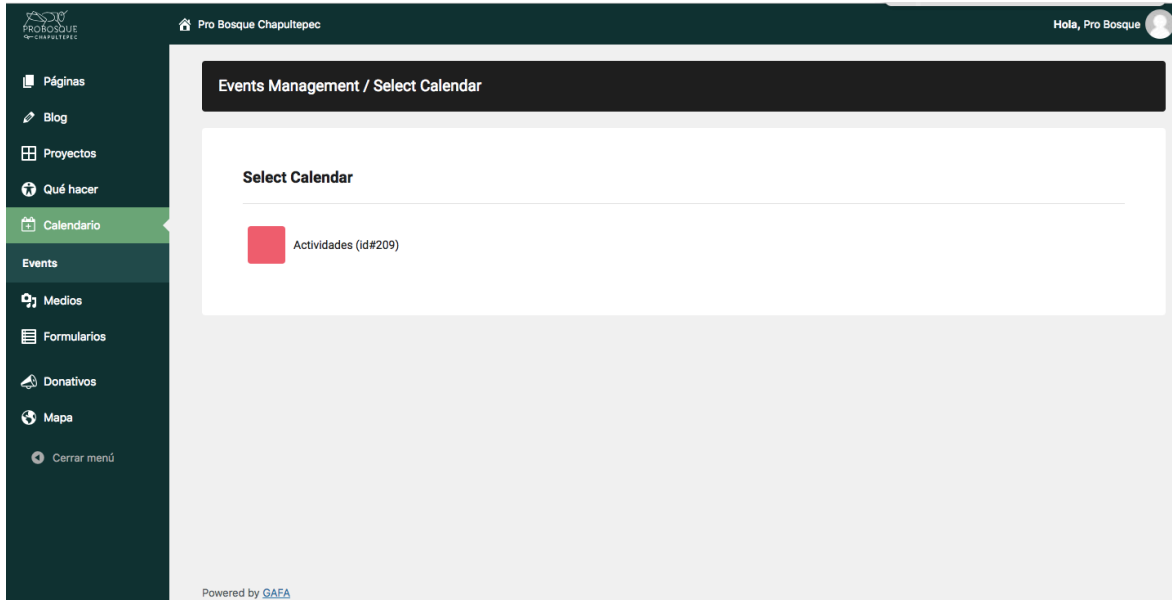 PROBOSQUE
CHAPULTEPEC
Pro Bosque Chapultepec
Hola, Pro Bosque
Páginas
Blog
Proyectos
Qué hacer
Calendario
Events
Medios
Formularios
Donativos
Mapa
Cerrar menú
Events Management / Select Calendar
Select Calendar
Actividades (id#209)
Powered by GAFA